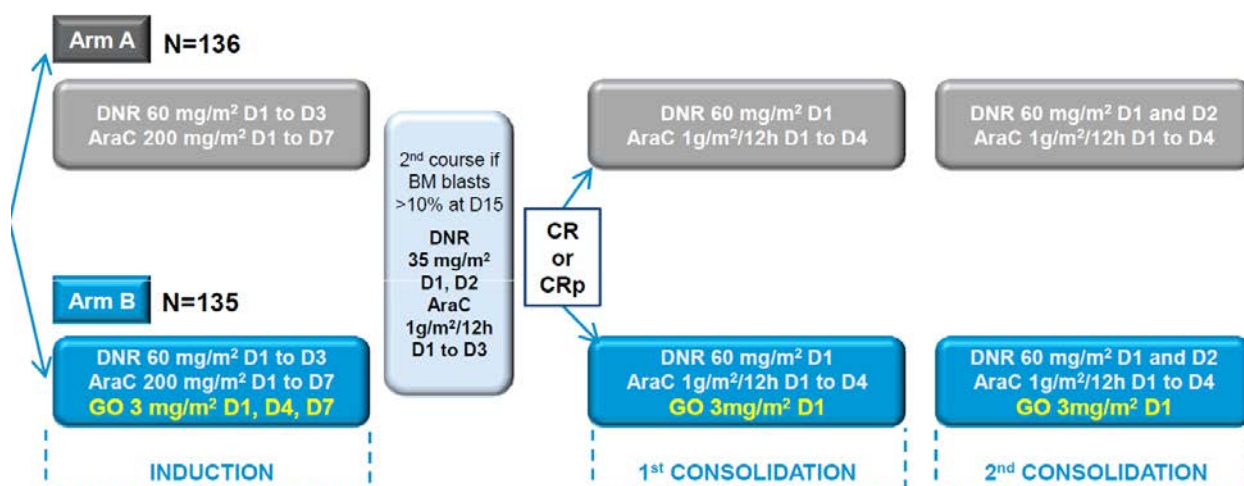 Arm A N=136
DNR 60 mg/m² D1 to D3
AraC 200 mg/m² D1 to D7
2nd course if
BM blasts
>10% at D15
DNR
35 mg/m²
D1, D2
AraC
1g/m²/12h
D1 to D3
CR
or
CRp
DNR 60 mg/m² D1
AraC 1g/m²/12h D1 to D4
DNR 60 mg/m² D1 and D2
AraC 1g/m²/12h D1 to D4
Arm B N=135
DNR 60 mg/m² D1 to D3
AraC 200 mg/m² D1 to D7
GO 3 mg/m² D1, D4, D7
DNR 60 mg/m² D1
AraC 1g/m²/12h D1 to D4
GO 3mg/m² D1
DNR 60 mg/m² D1 and D2
AraC 1g/m²/12h D1 to D4
GO 3mg/m² D1
INDUCTION
1st CONSOLIDATION
2nd CONSOLIDATION